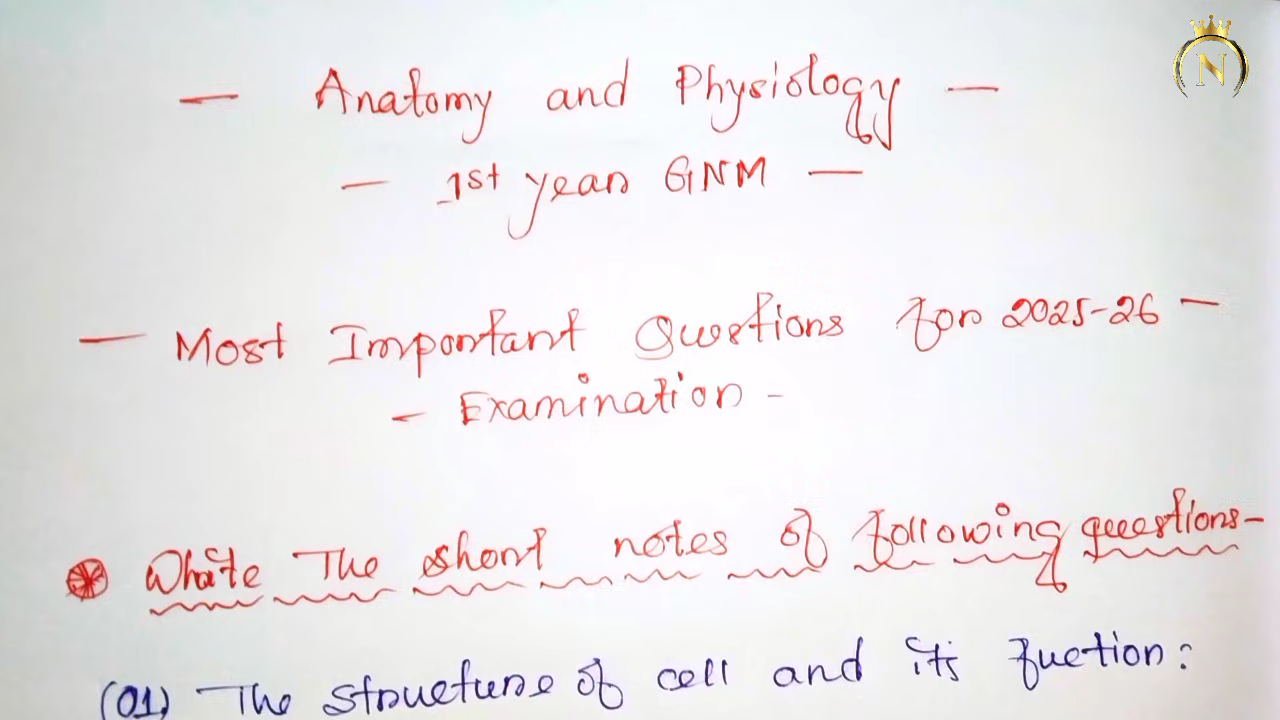 N
- Anatomy and Physiology -
- 1st year GNM -
- Most Important Questions for 2025-26 -
- Examination -
Write The short notes of following questions-
(01) The structure of cell and its fuction: